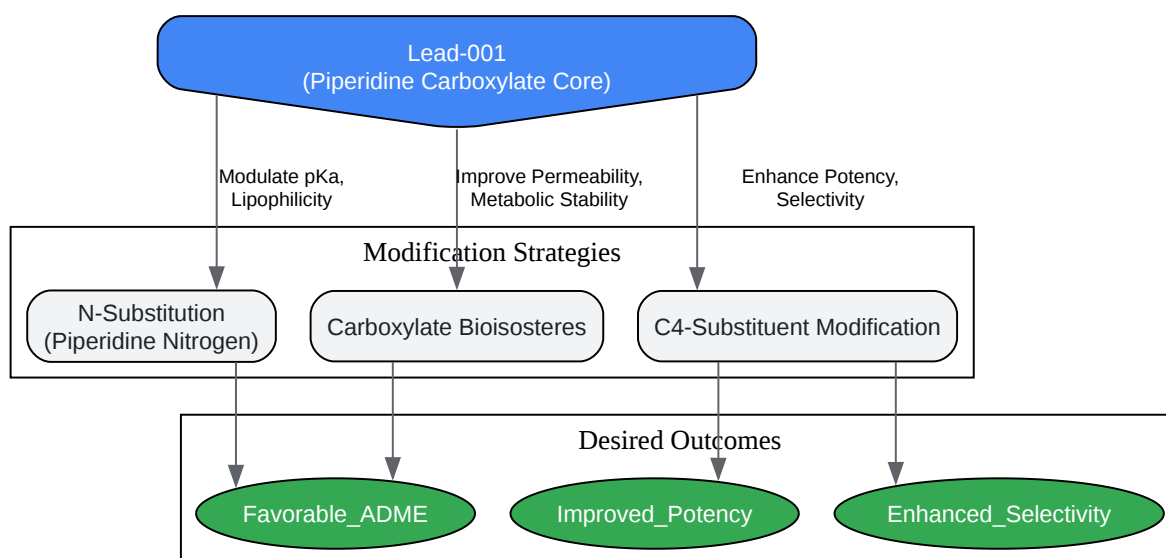 Lead-001
(Piperidine Carboxylate Core)
Modulate pKa,
Lipophilicity
Improve Permeability,
Metabolic Stability
Enhance Potency,
Selectivity
Modification Strategies
N-Substitution
(Piperidine Nitrogen)
Carboxylate Bioisosteres
C4-Substituent Modification
Desired Outcomes
Favorable_ADME
Improved_Potency
Enhanced_Selectivity